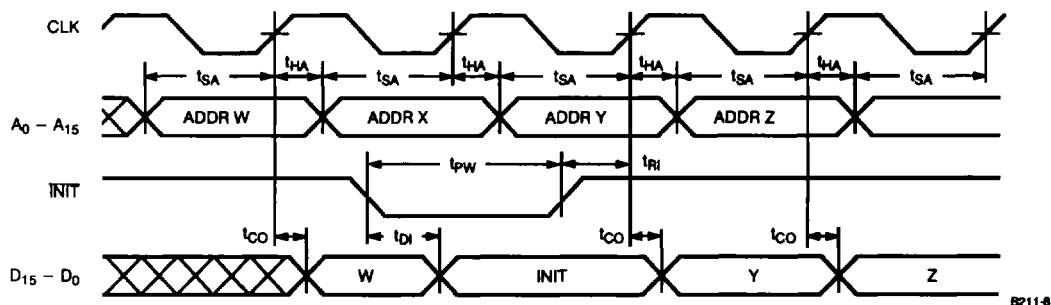 CLK
tSA tHA tSA tHA tSA tHA tSA tHA tSA
A0 – A15 ADDR W ADDR X ADDR Y ADDR Z
tPW tRI
INIT
tCO tDI tCO tCO
D15 – D0 W INIT Y Z
B211-8